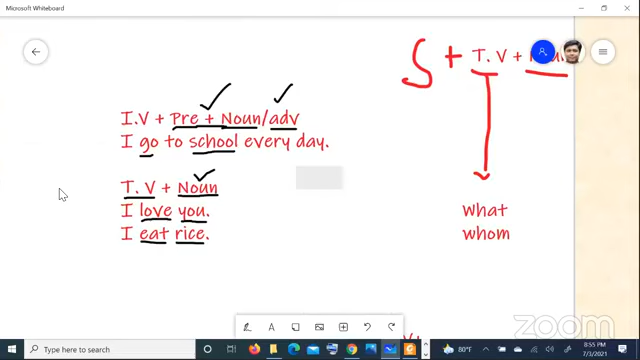 Microsoft Whiteboard
S + T. V +
I.V + Pre + Noun/adv
I go to school every day.
T. V + Noun
I love you.
I eat rice.
what
whom
zoom
Type here to search
80°F
8:55 PM
7/3/2021